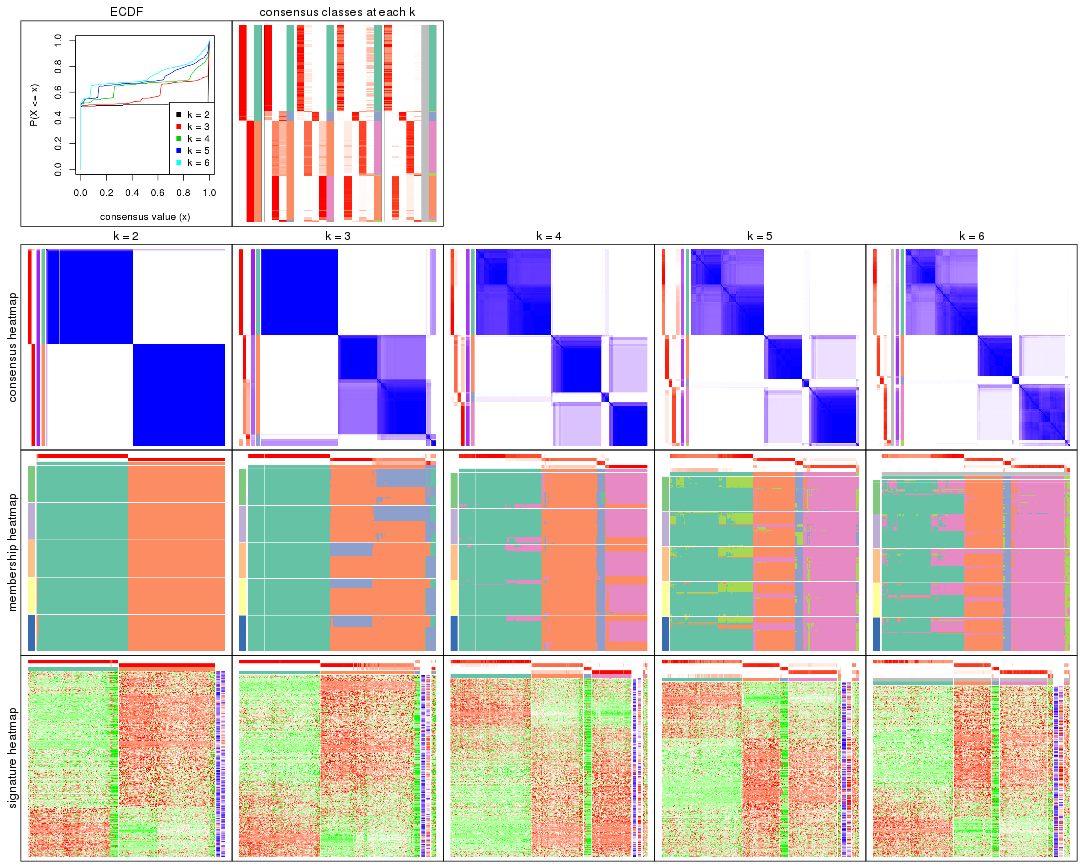 ECDF
consensus classes at each k
P(X <= x)
0.0
0.2
0.4
0.6
0.8
1.0
k = 2
k = 3
k = 4
k = 5
k = 6
0.0 0.2 0.4 0.6 0.8 1.0
consensus value (x)
k = 2
k = 3
k = 4
k = 5
k = 6
consensus heatmap
membership heatmap
signature heatmap